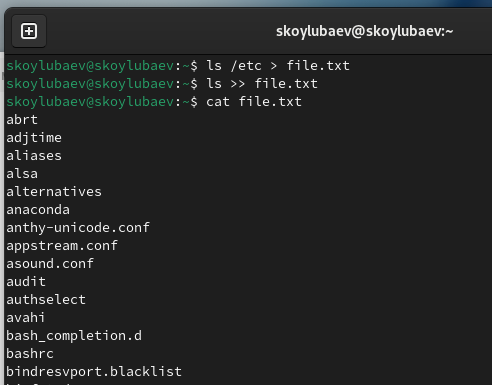 skoylubaev@skoylubaev:~
skoylubaev@skoylubaev:~$ ls /etc > file.txt
skoylubaev@skoylubaev:~$ ls >> file.txt
skoylubaev@skoylubaev:~$ cat file.txt
abrt
adjtime
aliases
alsa
alternatives
anaconda
anthy-unicode.conf
appstream.conf
asound.conf
audit
authselect
avahi
bash_completion.d
bashrc
bindresvport.blacklist